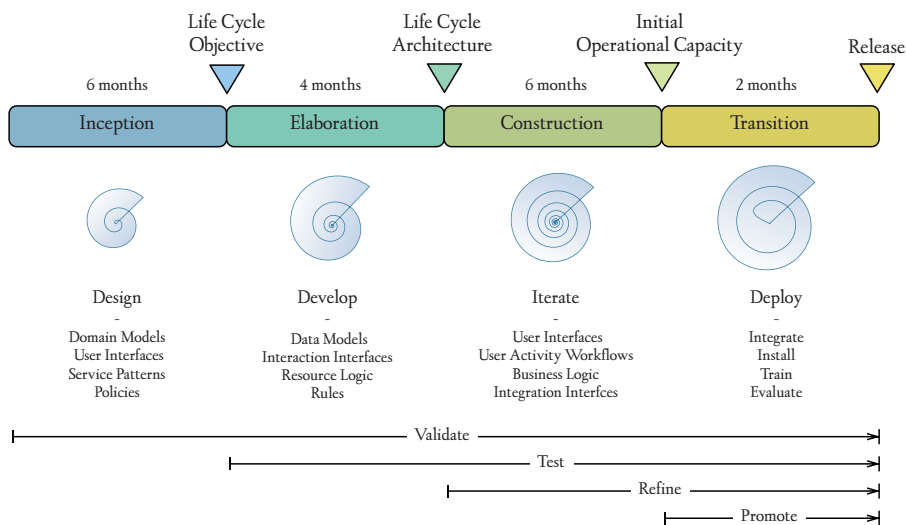 Life Cycle
Objective
Life Cycle
Architecture
Initial
Operational Capacity
Release
6 months
4 months
6 months
2 months
Inception
Elaboration
Construction
Transition
Design
-
Domain Models
User Interfaces
Service Patterns
Policies
Develop
-
Data Models
Interaction Interfaces
Resource Logic
Rules
Iterate
-
User Interfaces
User Activity Workflows
Business Logic
Integration Interfces
Deploy
-
Integrate
Install
Train
Evaluate
Validate
Test
Refine
Promote